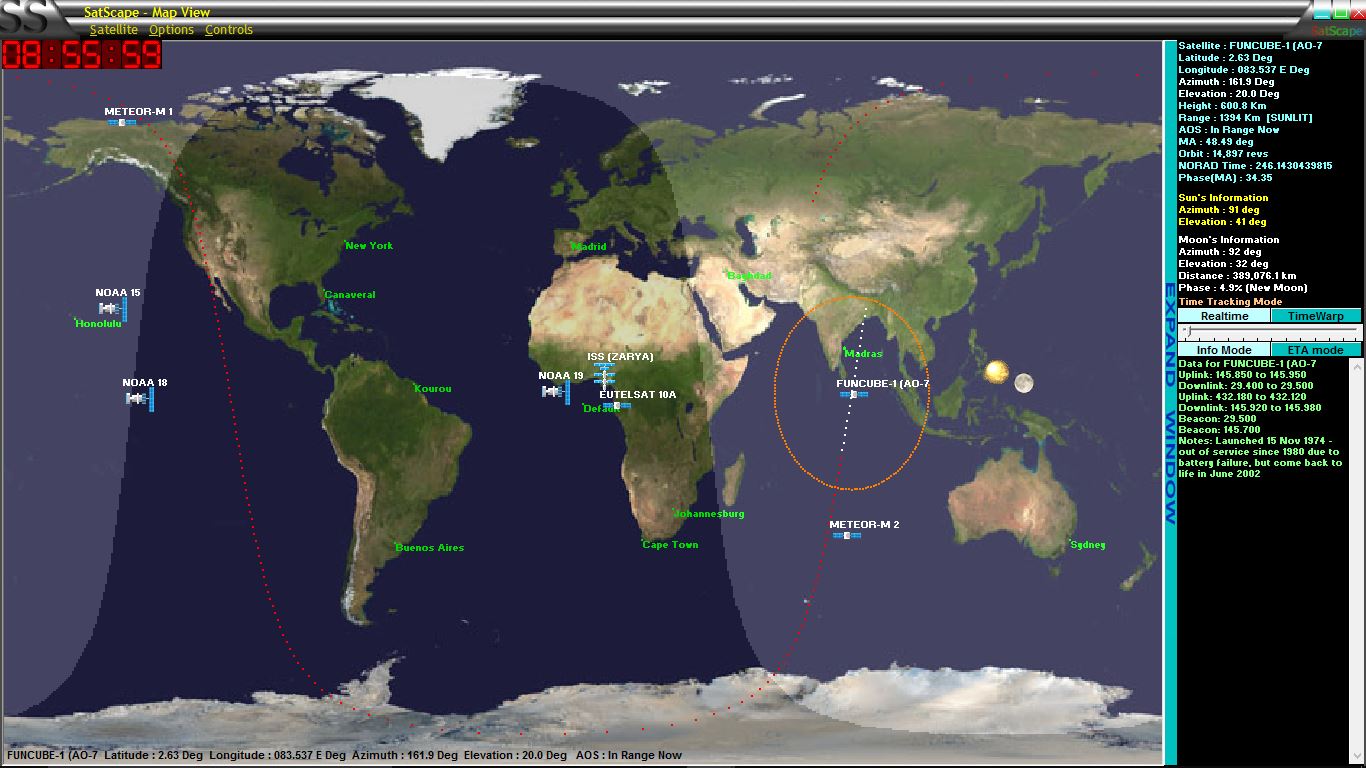 SS
SatScape - Map View
Satellite Options Controls
SatScape
08:55:59
METEOR-M 1
New York
Madrid
Baghdad
NOAA 15
Honolulu
Canaveral
Madras
ISS (ZARYA)
NOAA 18
NOAA 19
FUNCUBE-1 (AO-7
Kourou
EUTELSAT 10A
Defau
Johannesburg
METEOR-M 2
Buenos Aires
Cape Town
Sydney
FUNCUBE-1 (AO-7 Latitude : 2.63 Deg Longitude : 083.537 E Deg Azimuth : 161.9 Deg Elevation : 20.0 Deg AOS : In Range Now
EXPAND WINDOW
Satellite : FUNCUBE-1 (AO-7
Latitude : 2.63 Deg
Longitude : 083.537 E Deg
Azimuth : 161.9 Deg
Elevation : 20.0 Deg
Height : 600.8 Km
Range : 1394 Km [SUNLIT]
AOS : In Range Now
MA : 48.49 deg
Orbit : 14,897 revs
NORAD Time : 246.1430439815
Phase(MA) : 34.35
Sun's Information
Azimuth : 91 deg
Elevation : 41 deg
Moon's Information
Azimuth : 92 deg
Elevation : 32 deg
Distance : 389,076.1 km
Phase : 4.9% (New Moon)
Time Tracking Mode
Realtime TimeWarp
Info Mode ETA mode
Data for FUNCUBE-1 (AO-7
Uplink: 145.850 to 145.950
Downlink: 29.400 to 29.500
Uplink: 432.180 to 432.120
Downlink: 145.920 to 145.980
Beacon: 29.500
Beacon: 145.700
Notes: Launched 15 Nov 1974 -
out of service since 1980 due to
battery failure, but come back to
life in June 2002